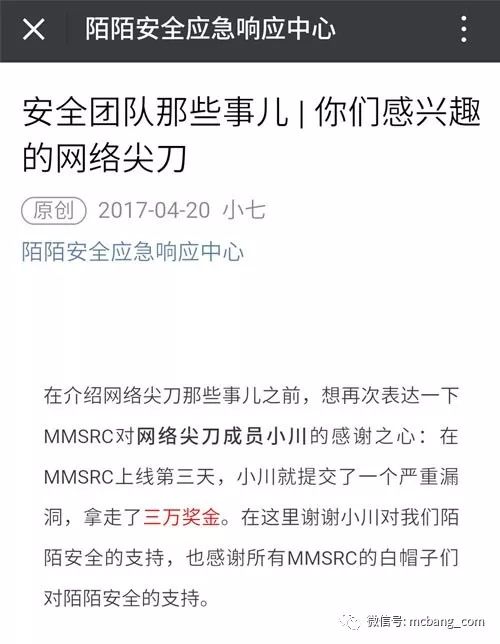 陌陌安全应急响应中心
安全团队那些事儿 | 你们感兴趣
的网络尖刀
原创 2017-04-20 小七
陌陌安全应急响应中心
在介绍网络尖刀那些事儿之前，想再次表达一下
MMSRC对网络尖刀成员小川的感谢之心：在
MMSRC上线第三天，小川就提交了一个严重漏
洞，拿走了三万奖金。在这里谢谢小川对我们陌
陌安全的支持，也感谢所有MMSRC的白帽子们
对陌陌安全的支持。
微信号: mcbang_com